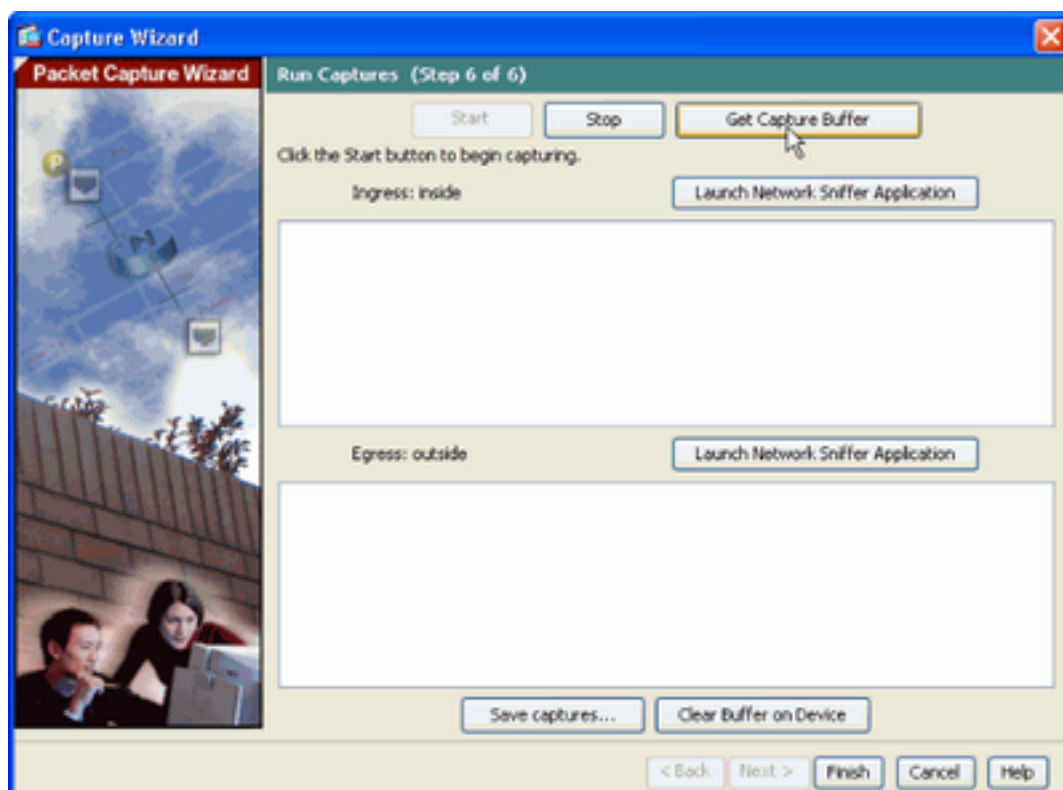 Capture Wizard
Packet Capture Wizard
Run Captures (Step 6 of 6)
Start Stop Get Capture Buffer
Click the Start button to begin capturing.
Ingress: inside Launch Network Sniffer Application
Egress: outside Launch Network Sniffer Application
Save captures... Clear Buffer on Device
< Back Next > Finish Cancel Help